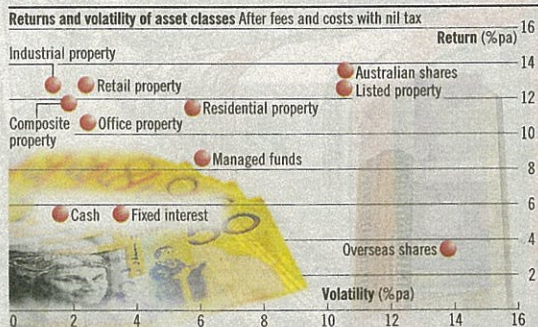 Returns and volatility of asset classes After fees and costs with nil tax
16
Return (%pa)
Industrial property
14
Australian shares
Retail property
Listed property
12
Residential property
Composite
property
Office property
10
Managed funds
8
6
Cash
Fixed interest
4
Overseas shares
2
Volatility (%pa)
0 2 4 6 8 10 12 14 16